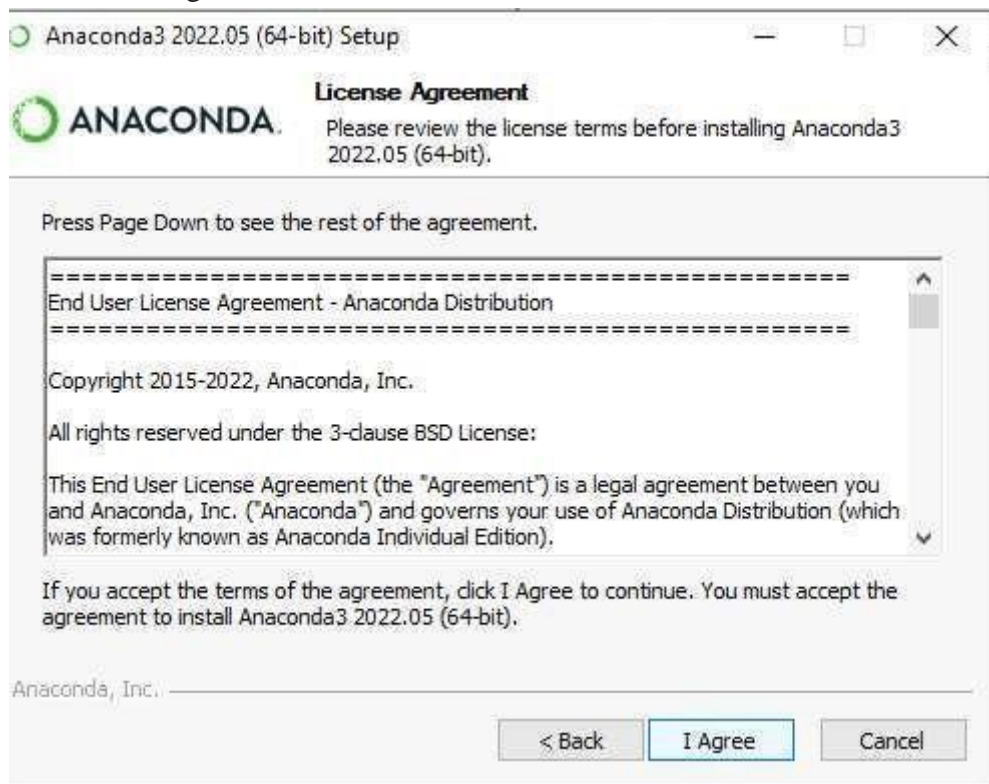 Anaconda3 2022.05 (64-bit) Setup
ANACONDA.
License Agreement
Please review the license terms before installing Anaconda3
2022.05 (64-bit).
Press Page Down to see the rest of the agreement.
==================================================
End User License Agreement - Anaconda Distribution
==================================================
Copyright 2015-2022, Anaconda, Inc.
All rights reserved under the 3-clause BSD License:
This End User License Agreement (the "Agreement") is a legal agreement between you
and Anaconda, Inc. ("Anaconda") and governs your use of Anaconda Distribution (which
was formerly known as Anaconda Individual Edition).
If you accept the terms of the agreement, click I Agree to continue. You must accept the
agreement to install Anaconda3 2022.05 (64-bit).
Anaconda, Inc.
< Back
I Agree
Cancel